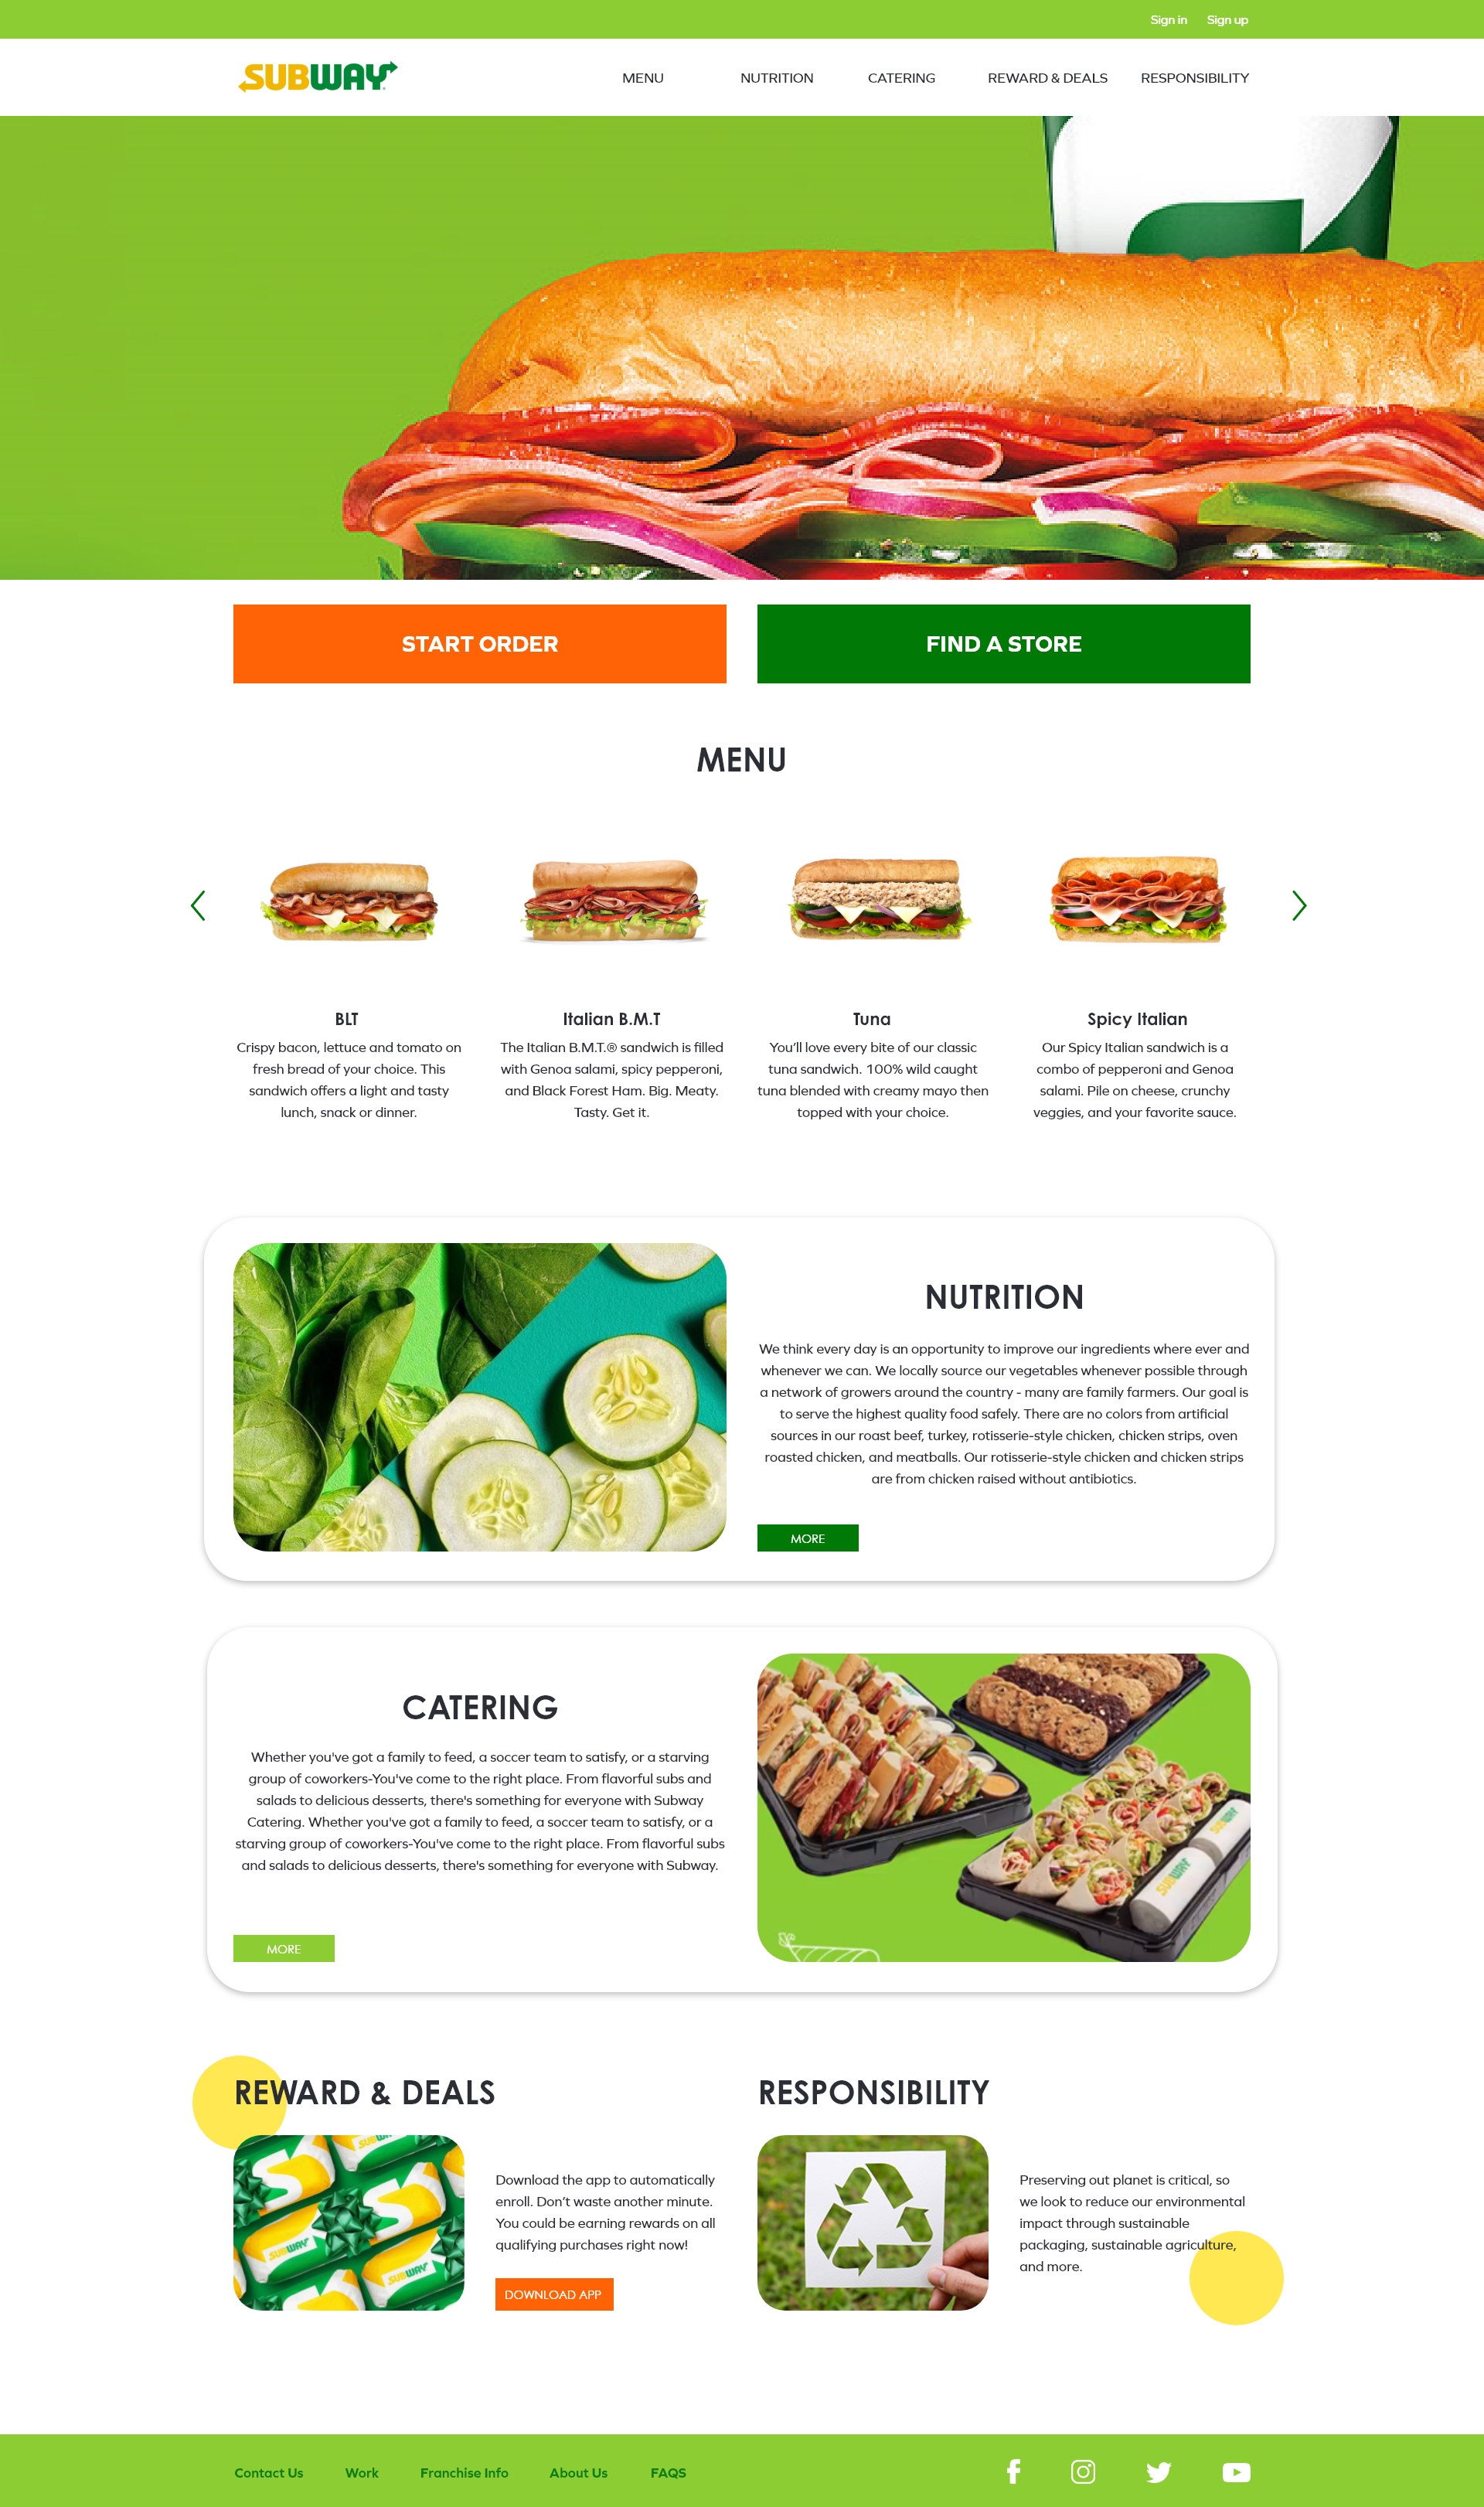 Sign in Sign up
SUBWAY
MENU NUTRITION CATERING REWARD & DEALS RESPONSIBILITY
START ORDER FIND A STORE
MENU
BLT
Crispy bacon, lettuce and tomato on
fresh bread of your choice. This
sandwich offers a light and tasty
lunch, snack or dinner.
Italian B.M.T
The Italian B.M.T.® sandwich is filled
with Genoa salami, spicy pepperoni,
and Black Forest Ham. Big. Meaty.
Tasty. Get it.
Tuna
You’ll love every bite of our classic
tuna sandwich. 100% wild caught
tuna blended with creamy mayo then
topped with your choice.
Spicy Italian
Our Spicy Italian sandwich is a
combo of pepperoni and Genoa
salami. Pile on cheese, crunchy
veggies, and your favorite sauce.
NUTRITION
We think every day is an opportunity to improve our ingredients where ever and
whenever we can. We locally source our vegetables whenever possible through
a network of growers around the country - many are family farmers. Our goal is
to serve the highest quality food safely. There are no colors from artificial
sources in our roast beef, turkey, rotisserie-style chicken, chicken strips, oven
roasted chicken, and meatballs. Our rotisserie-style chicken and chicken strips
are from chicken raised without antibiotics.
MORE
CATERING
Whether you've got a family to feed, a soccer team to satisfy, or a starving
group of coworkers-You've come to the right place. From flavorful subs and
salads to delicious desserts, there's something for everyone with Subway
Catering. Whether you've got a family to feed, a soccer team to satisfy, or a
starving group of coworkers-You've come to the right place. From flavorful subs
and salads to delicious desserts, there's something for everyone with Subway.
MORE
SUBWAY
SUBWAY
REWARD & DEALS
SUBWAY
SUBWAY
SUBWAY
Download the app to automatically
enroll. Don’t waste another minute.
You could be earning rewards on all
qualifying purchases right now!
DOWNLOAD APP
RESPONSIBILITY
Preserving out planet is critical, so
we look to reduce our environmental
impact through sustainable
packaging, sustainable agriculture,
and more.
Contact Us Work Franchise Info About Us FAQS